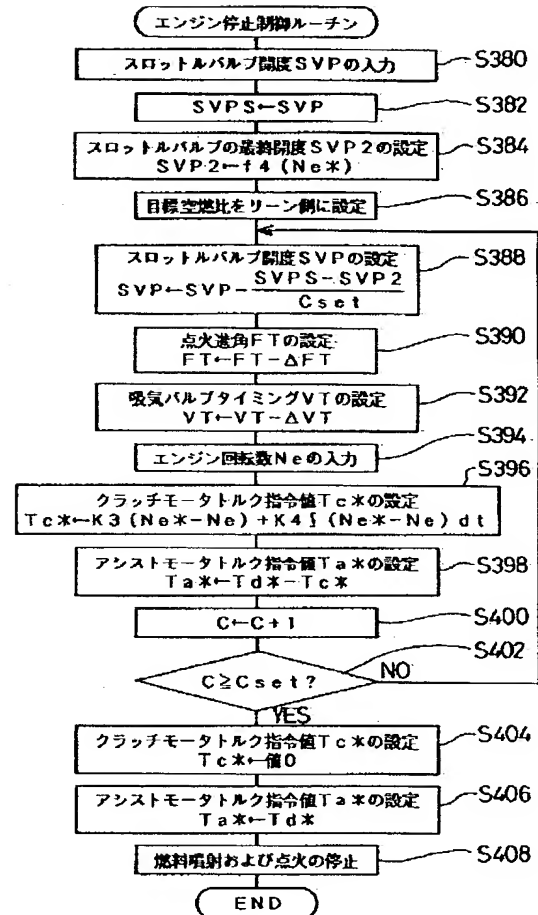 エンジン停止制御ルーチン
スロットルバルブ開度SVPの入力
S380
SVPS←SVP
S382
スロットルバルブの最終開度SVP2の設定
SVP2←f4(Ne*)
S384
目標空燃比をリーン側に設定
S386
スロットルバルブ開度SVPの設定
SVP←SVP−(SVPS−SVP2)/Cset
S388
点火進角FTの設定
FT←FT−ΔFT
S390
吸気バルブタイミングVTの設定
VT←VT−ΔVT
S392
エンジン回転数Neの入力
S394
クラッチモータトルク指令値Tc*の設定
Tc*←K3(Ne*−Ne)+K4∫(Ne*−Ne)dt
S396
アシストモータトルク指令値Ta*の設定
Ta*←Td*−Tc*
S398
C←C+1
S400
C≧Cset?
S402
NO
YES
クラッチモータトルク指令値Tc*の設定
Tc*←値0
S404
アシストモータトルク指令値Ta*の設定
Ta*←Td*
S406
燃料噴射および点火の停止
S408
END